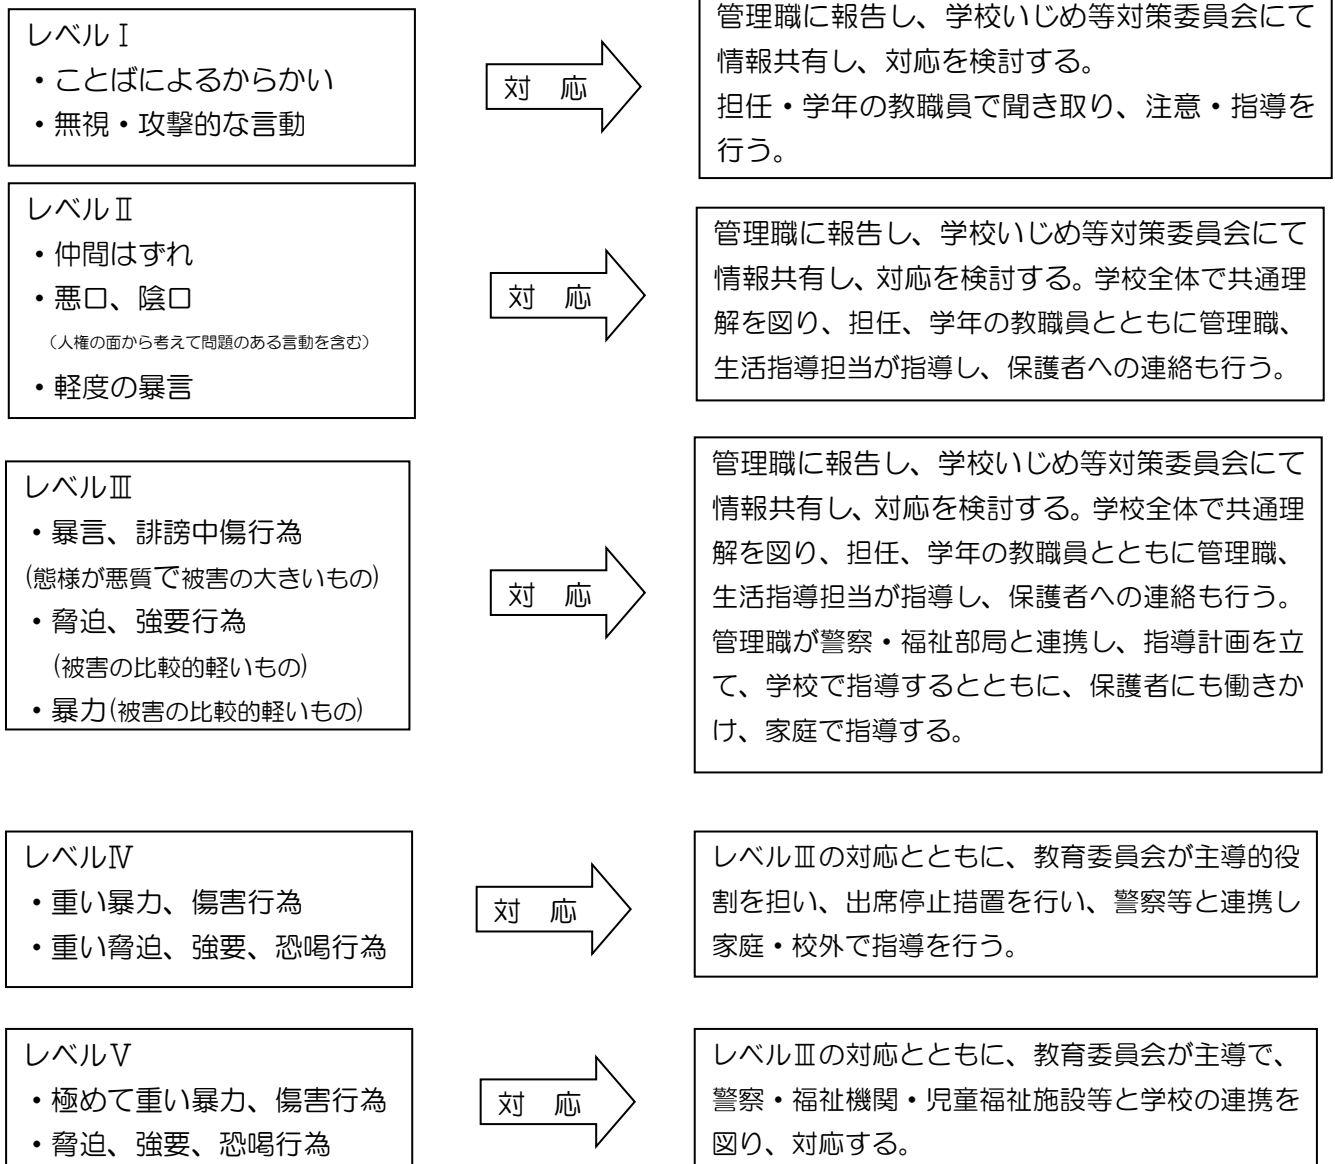 レベルⅠ
・ことばによるからかい
・無視・攻撃的な言動
対 応
管理職に報告し、学校いじめ等対策委員会にて
情報共有し、対応を検討する。
担任・学年の教職員で聞き取り、注意・指導を
行う。
レベルⅡ
・仲間はずれ
・悪口、陰口
（人権の面から考えて問題のある言動を含む）
・軽度の暴言
対 応
管理職に報告し、学校いじめ等対策委員会にて
情報共有し、対応を検討する。学校全体で共通理
解を図り、担任、学年の教職員とともに管理職、
生活指導担当が指導し、保護者への連絡も行う。
レベルⅢ
・暴言、誹謗中傷行為
(態様が悪質で被害の大きいもの)
・脅迫、強要行為
(被害の比較的軽いもの)
・暴力(被害の比較的軽いもの)
対 応
管理職に報告し、学校いじめ等対策委員会にて
情報共有し、対応を検討する。学校全体で共通理
解を図り、担任、学年の教職員とともに管理職、
生活指導担当が指導し、保護者への連絡も行う。
管理職が警察・福祉部局と連携し、指導計画を立
て、学校で指導するとともに、保護者にも働きか
け、家庭で指導する。
レベルⅣ
・重い暴力、傷害行為
・重い脅迫、強要、恐喝行為
対 応
レベルⅢの対応とともに、教育委員会が主導的役
割を担い、出席停止措置を行い、警察等と連携し
家庭・校外で指導を行う。
レベルⅤ
・極めて重い暴力、傷害行為
・脅迫、強要、恐喝行為
対 応
レベルⅢの対応とともに、教育委員会が主導で、
警察・福祉機関・児童福祉施設等と学校の連携を
図り、対応する。